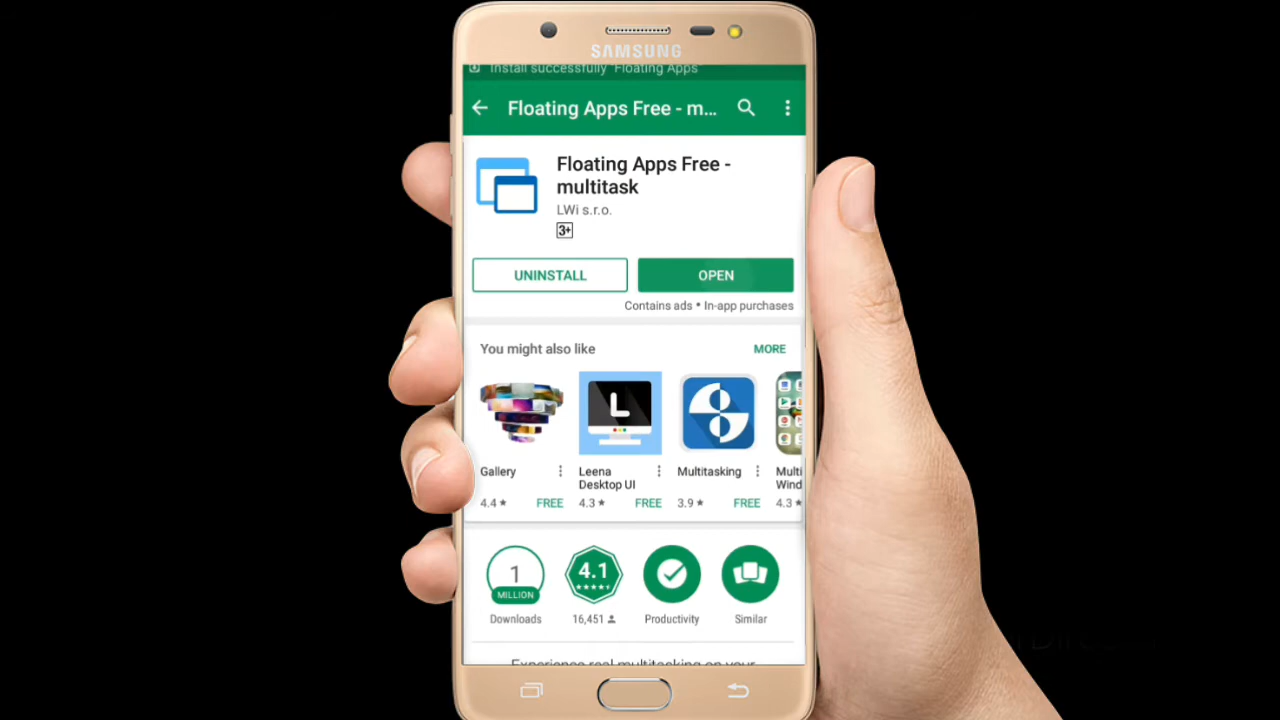 SAMSUNG
Install successfully "Floating Apps"
Floating Apps Free - m...
Floating Apps Free -
multitask
LWi s.r.o.
3+
UNINSTALL
OPEN
Contains ads • In-app purchases
You might also like
MORE
L
Gallery
Leena
Desktop UI
Multitasking
Multi
Wind
4.4 ★
FREE
4.3 ★
FREE
3.9 ★
FREE
4.3 ★
1
MILLION
4.1
Downloads
16,451
Productivity
Similar
Experience real multitasking on your